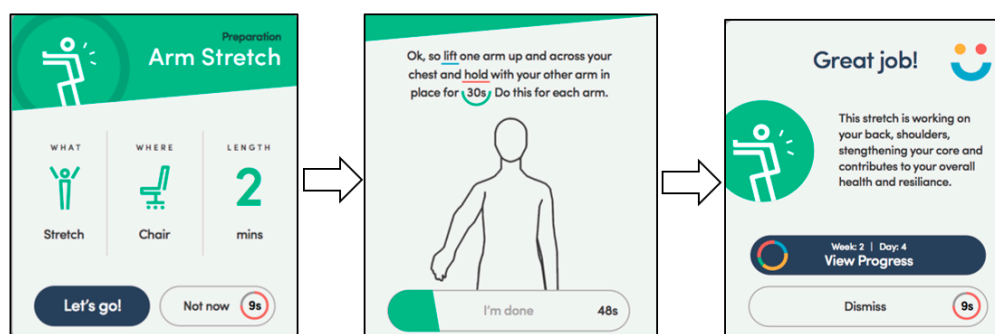 Preparation
Arm Stretch
WHAT
WHERE
LENGTH
2
Stretch
Chair
mins
Let's go!
Not now
9s
Ok, so lift one arm up and across your
chest and hold with your other arm in
place for 30s. Do this for each arm.
I'm done
48s
Great job!
This stretch is working on
your back, shoulders,
stengthening your core and
contributes to your overall
health and resiliance.
Week: 2 | Day: 4
View Progress
Dismiss
9s